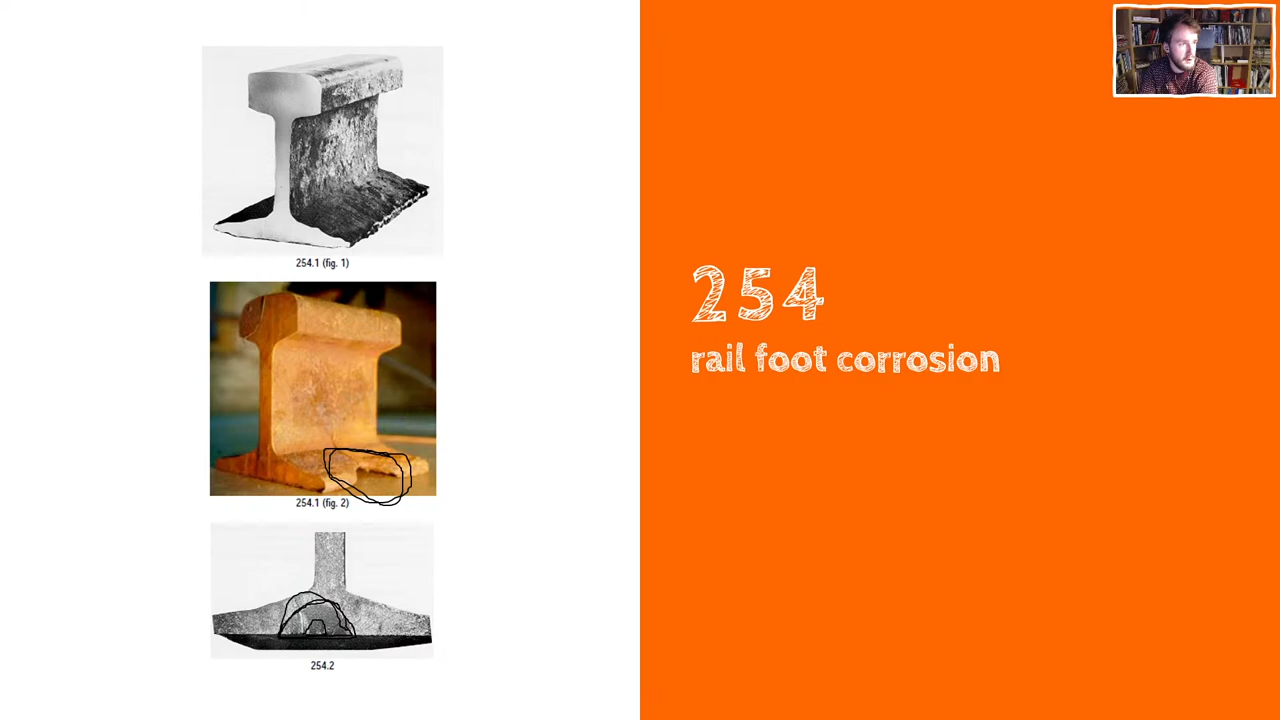 254.1 (fig. 1)
254.1 (fig. 2)
254.2
254
rail foot corrosion